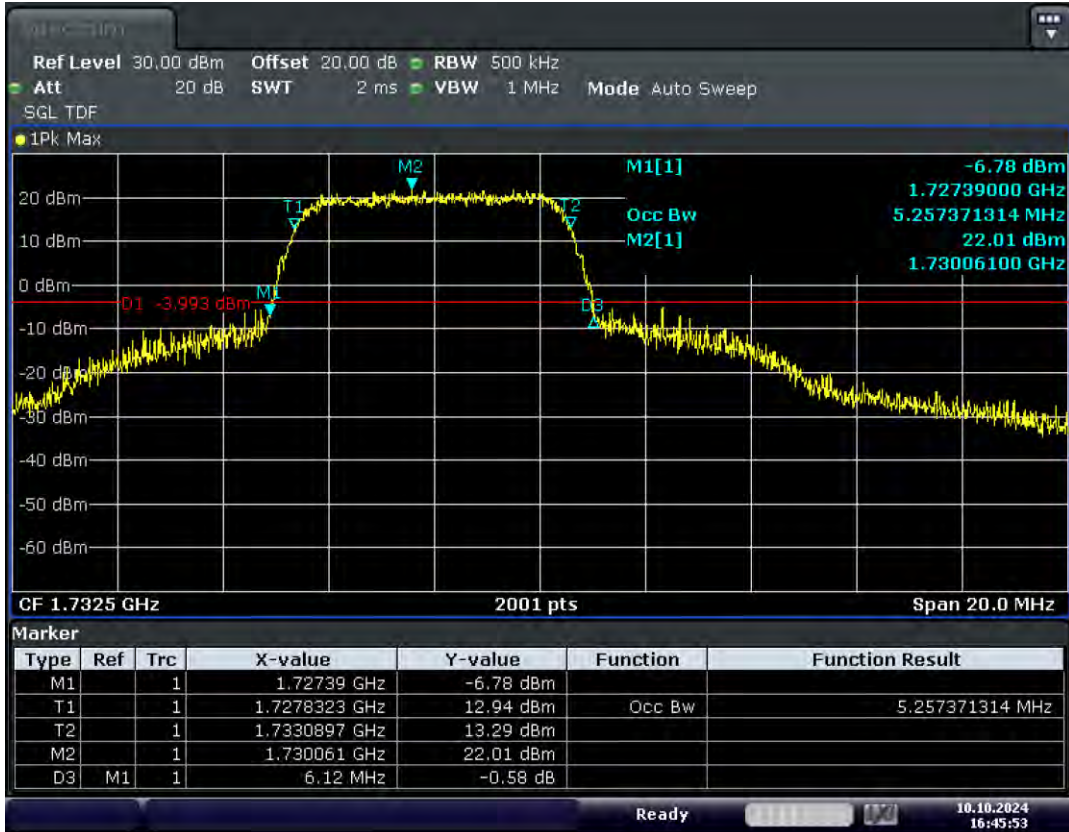 Spectrum
Ref Level 30.00 dBm Offset 20.00 dB RBW 500 kHz
Att 20 dB SWT 2 ms VBW 1 MHz Mode Auto Sweep
SGL TDF
1Pk Max
M1[1] -6.78 dBm
1.72739000 GHz
Occ Bw 5.257371314 MHz
M2[1] 22.01 dBm
1.73006100 GHz
M2
T1
T2
M1
D3
D1 -3.993 dBm
20 dBm
10 dBm
0 dBm
-10 dBm
-20 dBm
-30 dBm
-40 dBm
-50 dBm
-60 dBm
CF 1.7325 GHz 2001 pts Span 20.0 MHz
Marker
Type Ref Trc X-value Y-value Function Function Result
M1 1 1.72739 GHz -6.78 dBm
T1 1 1.7278323 GHz 12.94 dBm Occ Bw 5.257371314 MHz
T2 1 1.7330897 GHz 13.29 dBm
M2 1 1.730061 GHz 22.01 dBm
D3 M1 1 6.12 MHz -0.58 dB
Ready 10.10.2024
16:45:53